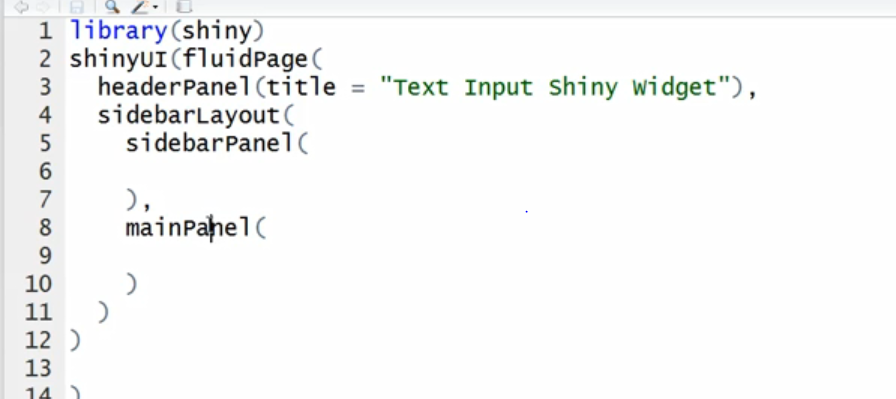 1 library(shiny)
2 shinyUI(fluidPage(
3   headerPanel(title = "Text Input Shiny Widget"),
4   sidebarLayout(
5     sidebarPanel(
6
7     ),
8     mainPanel(
9
10     )
11   )
12 )
13
14 )